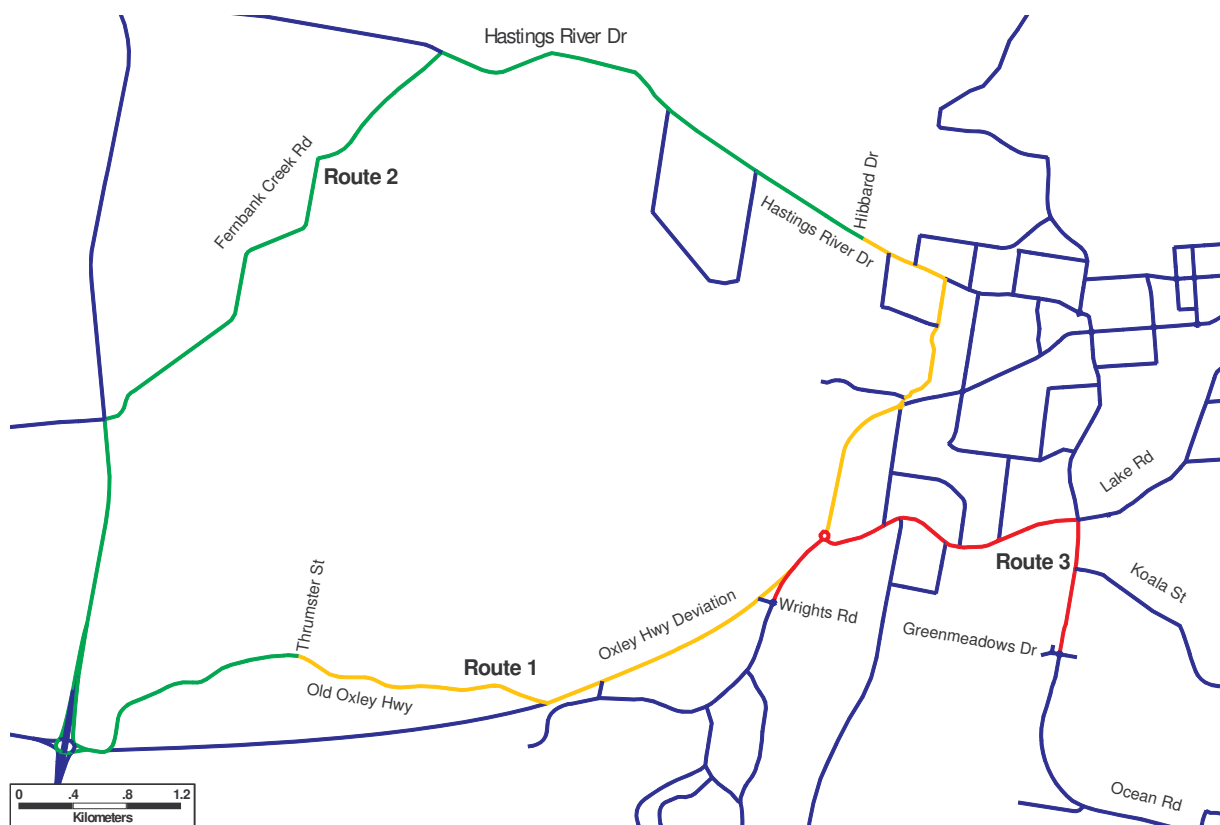 Hastings River Dr
Fernbank Creek Rd
Route 2
Hibbard Dr
Hastings River Dr
Lake Rd
Route 3
Koala St
Thrumster St
Oxley Hwy Deviation
Wrights Rd
Greenmeadows Dr
Route 1
Old Oxley Hwy
0 .4 .8 1.2
Kilometers
Ocean Rd